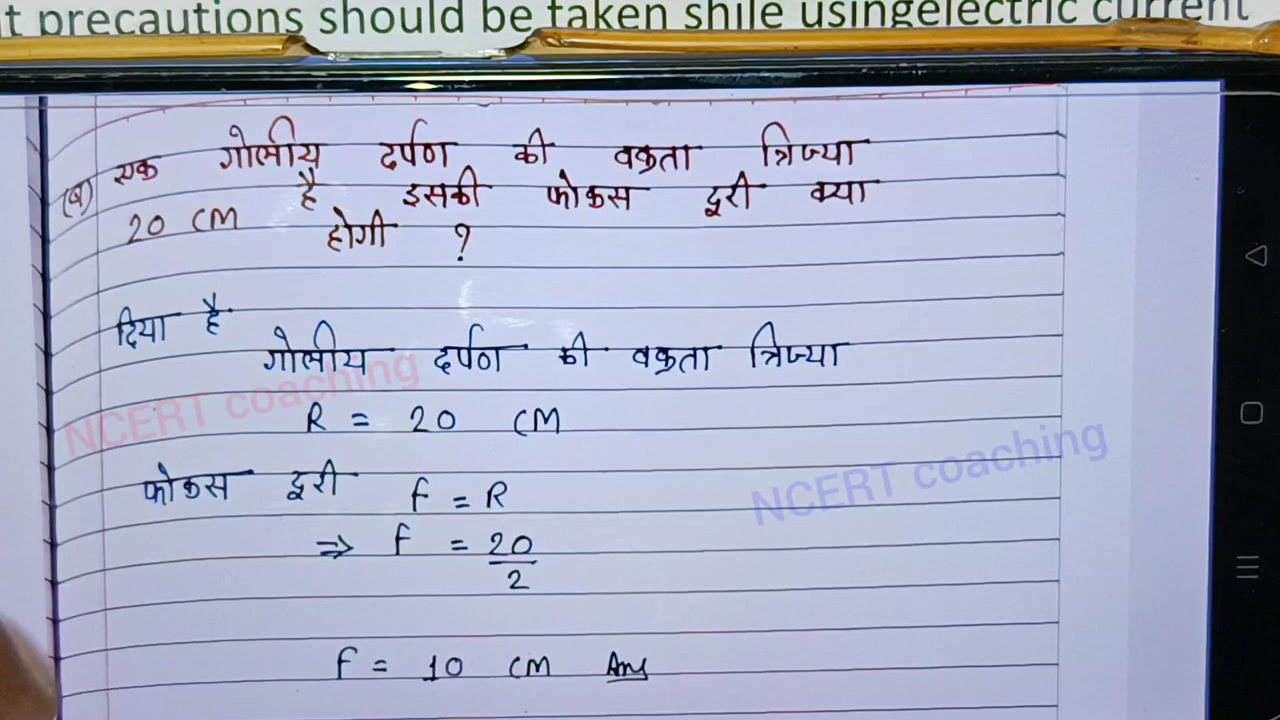 t precautions should be taken shile usingelectric current
(ब) एक गोलीय दर्पण की वक्रता त्रिज्या
20 CM है इसकी फोकस दूरी क्या
होगी ?
दिया है
गोलीय दर्पण की वक्रता त्रिज्या
NCERT coaching
R = 20 CM
NCERT coaching
फोकस दूरी f = R
⇒ f = 20/2
f = 10 CM Ans